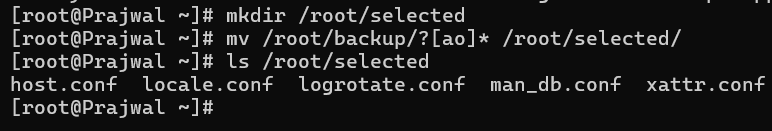 [root@Prajwal ~]# mkdir /root/selected
[root@Prajwal ~]# mv /root/backup/?[ao]* /root/selected/
[root@Prajwal ~]# ls /root/selected
host.conf  locale.conf  logrotate.conf  man_db.conf  xattr.conf
[root@Prajwal ~]#